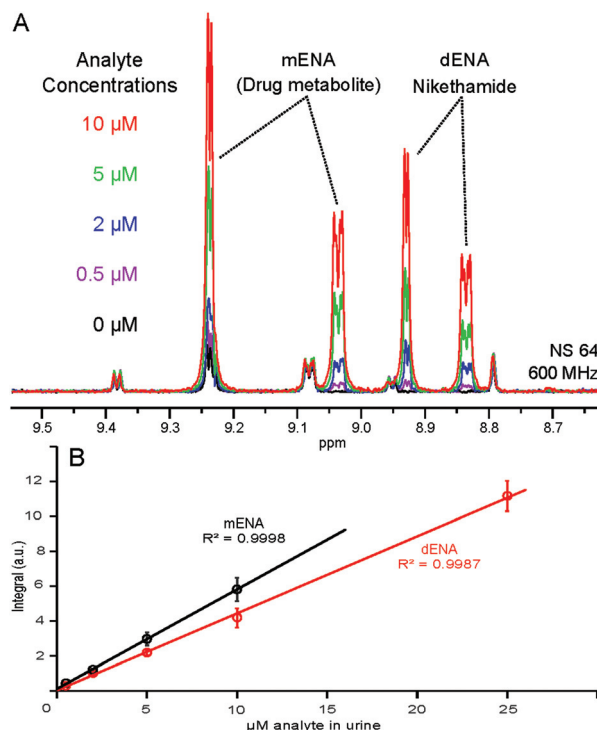 A
Analyte
Concentrations
10 µM
5 µM
2 µM
0.5 µM
0 µM
mENA
(Drug metabolite)
dENA
Nikethamide
NS 64
600 MHz
9.5 9.4 9.3 9.2 9.1 9.0 8.9 8.8 8.7
ppm
B
12
10
8
6
4
2
Integral (a.u.)
mENA
R² = 0.9998
dENA
R² = 0.9987
0 5 10 15 20 25
µM analyte in urine